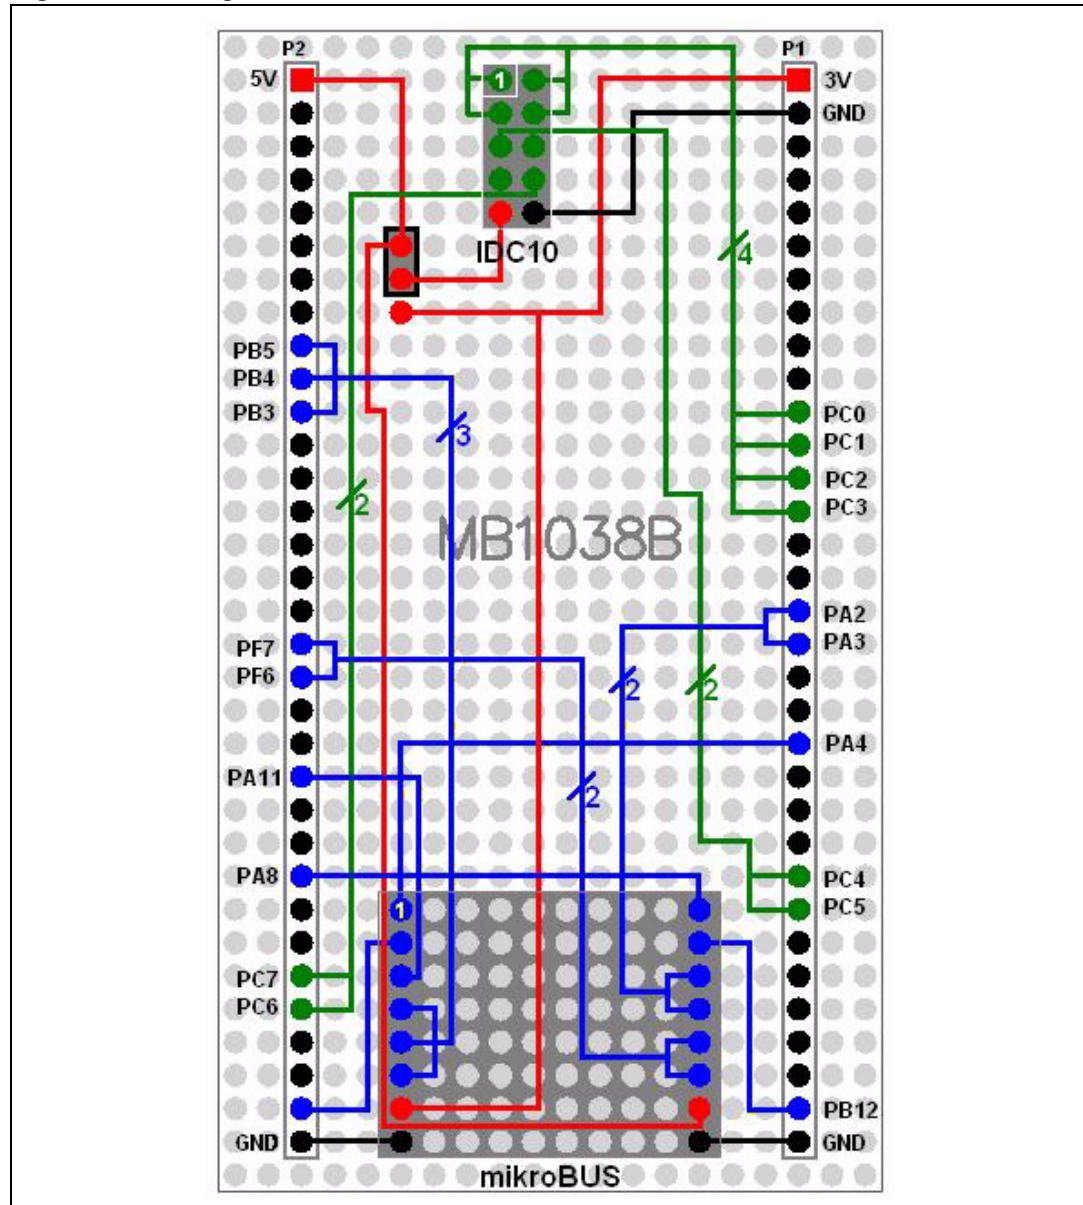 P2 P1
5V 1 3V
GND
IDC10
4
PB5
PB4
PB3 PC0
3 PC1
PC2
2 PC3
MB1038B
PA2
PF7 PA3
PF6 2 2
PA4
PA11 2
PA8 PC4
1 PC5
PC7
PC6
PB12
GND GND
mikroBUS